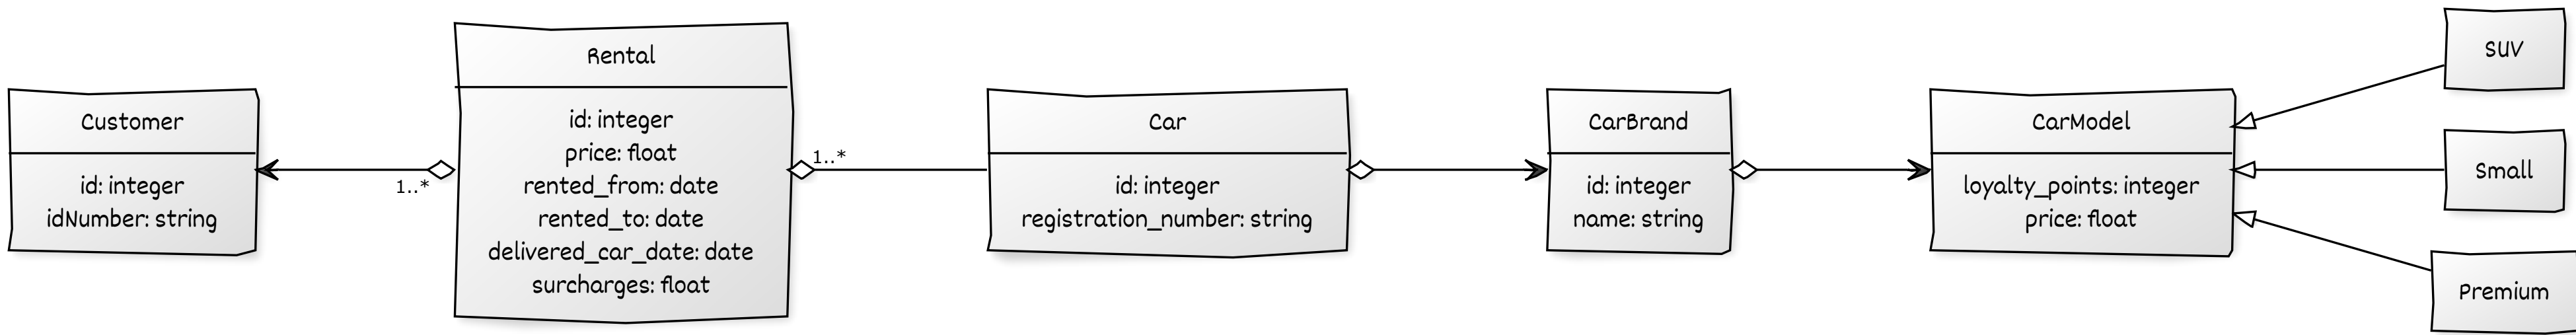 Customer
id: integer
idNumber: string
1..*
Rental
id: integer
price: float
rented_from: date
rented_to: date
delivered_car_date: date
surcharges: float
1..*
Car
id: integer
registration_number: string
CarBrand
id: integer
name: string
CarModel
loyalty_points: integer
price: float
SUV
Small
Premium